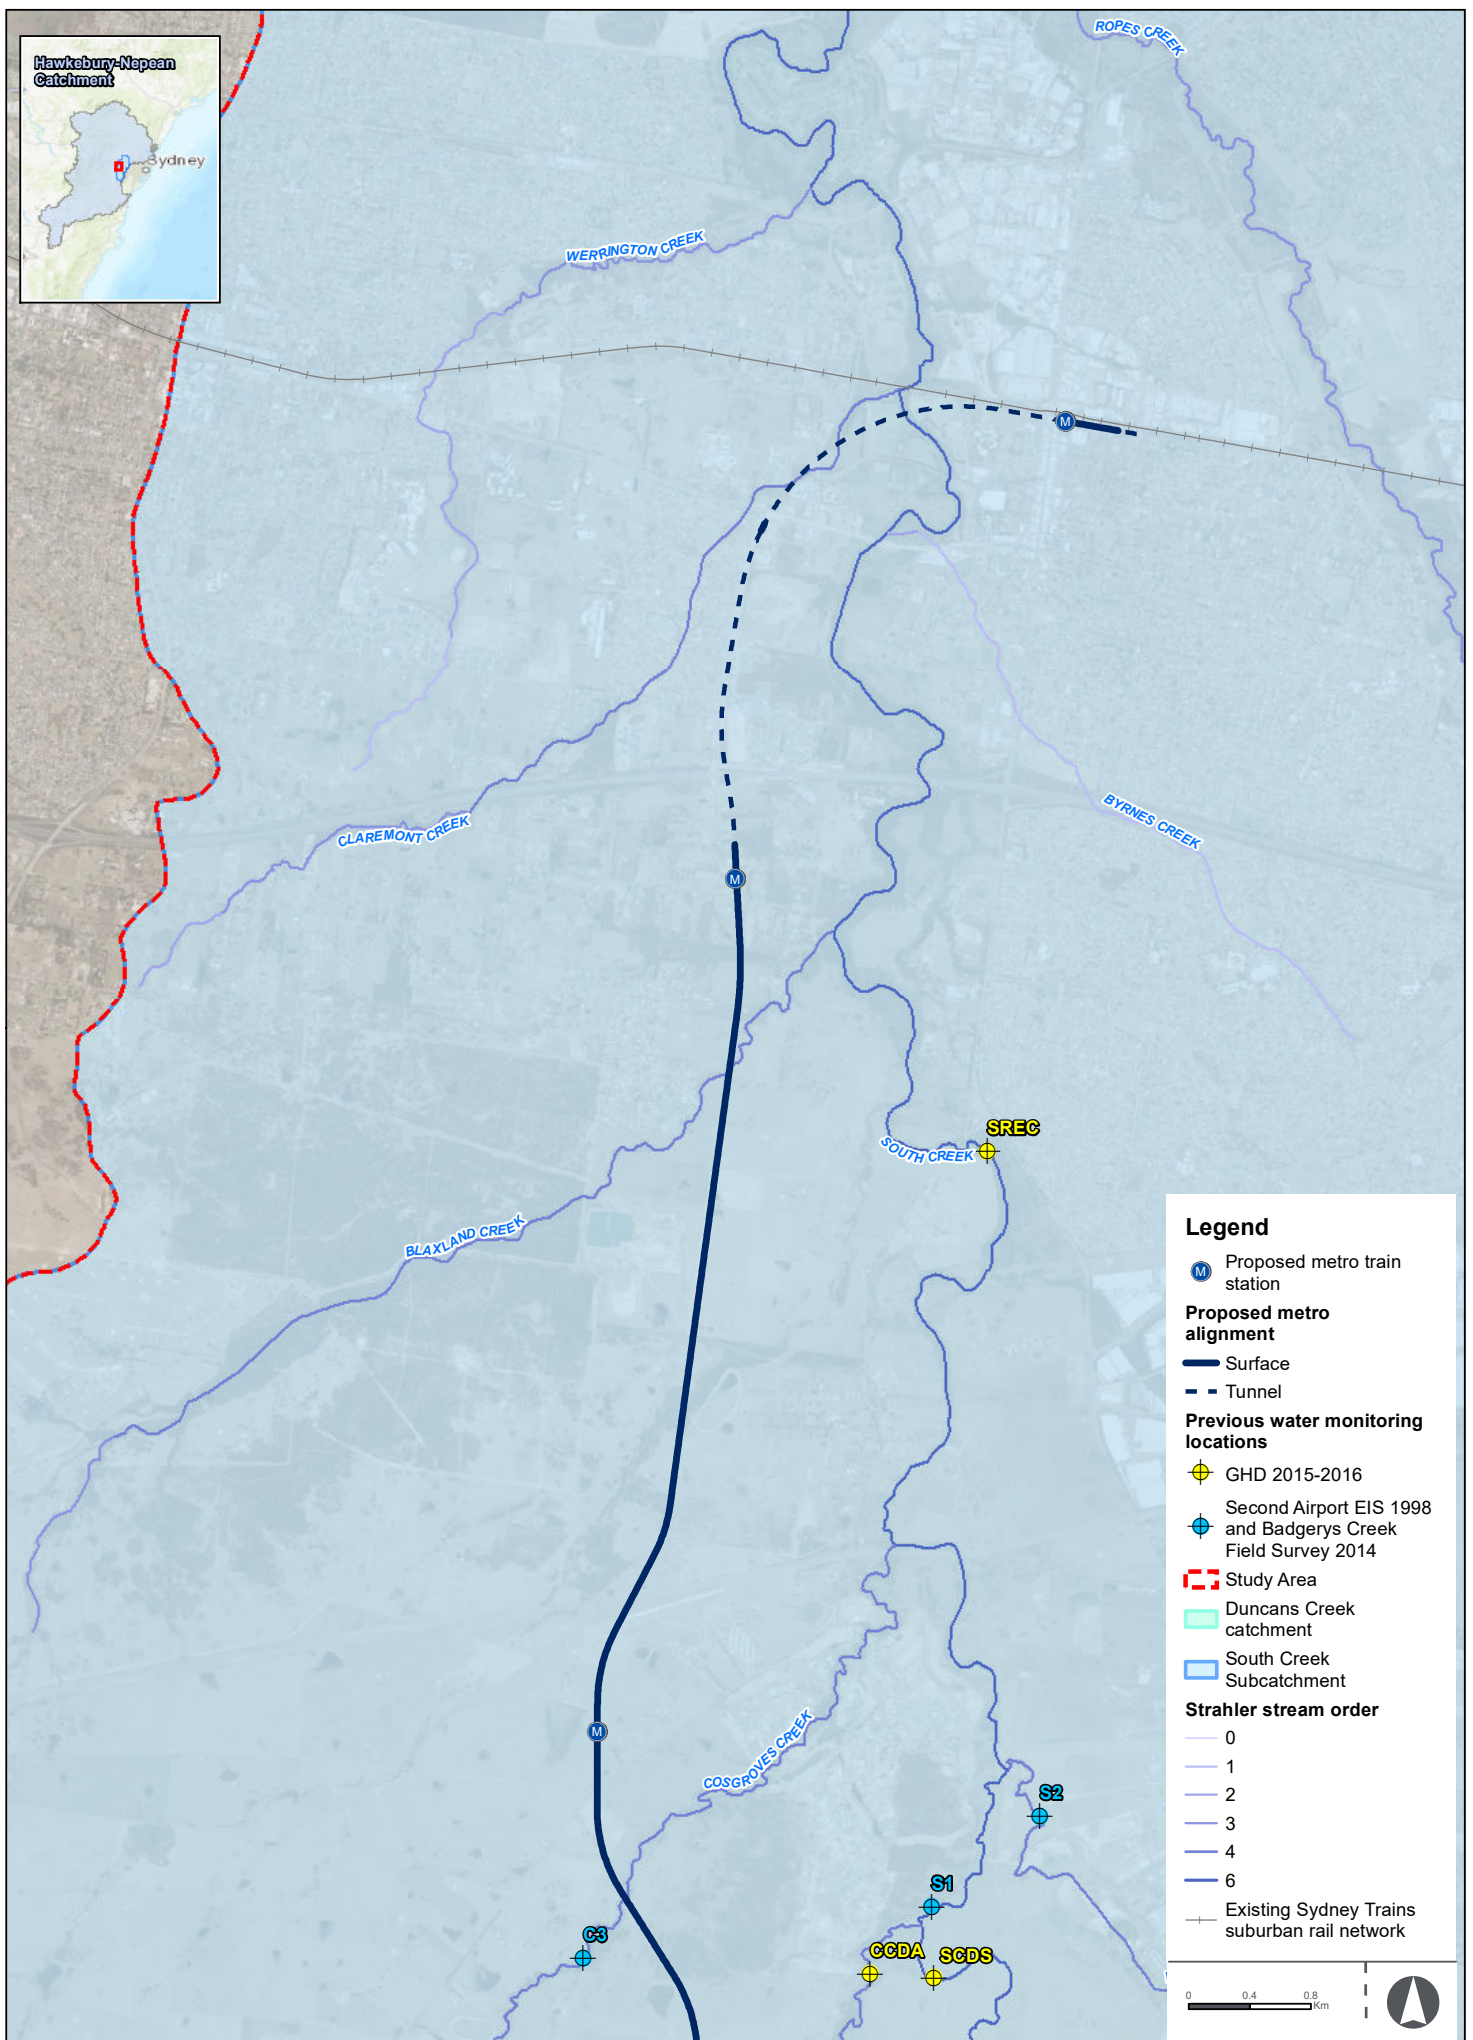 Hawkebury-Nepean
Catchment
Sydney
ROPES CREEK
WERRINGTON CREEK
M
CLAREMONT CREEK
BYRNES CREEK
M
SREC
SOUTH CREEK
BLAXLAND CREEK
M
COSGROVES CREEK
S2
S1
C3
CCDA
SCDS
Legend
M
Proposed metro train
station
Proposed metro
alignment
Surface
Tunnel
Previous water monitoring
locations
GHD 2015-2016
Second Airport EIS 1998
and Badgerys Creek
Field Survey 2014
Study Area
Duncans Creek
catchment
South Creek
Subcatchment
Strahler stream order
0
1
2
3
4
6
Existing Sydney Trains
suburban rail network
0 0.4 0.8
Km